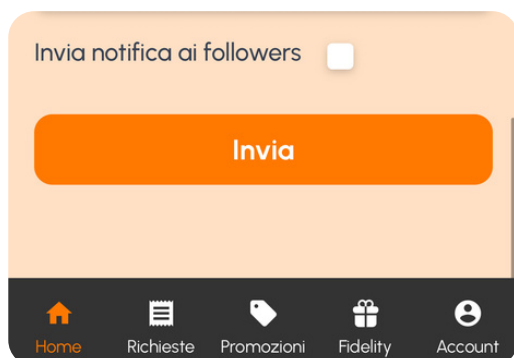 Invia notifica ai followers
Invia
Home Richieste Promozioni Fidelity Account